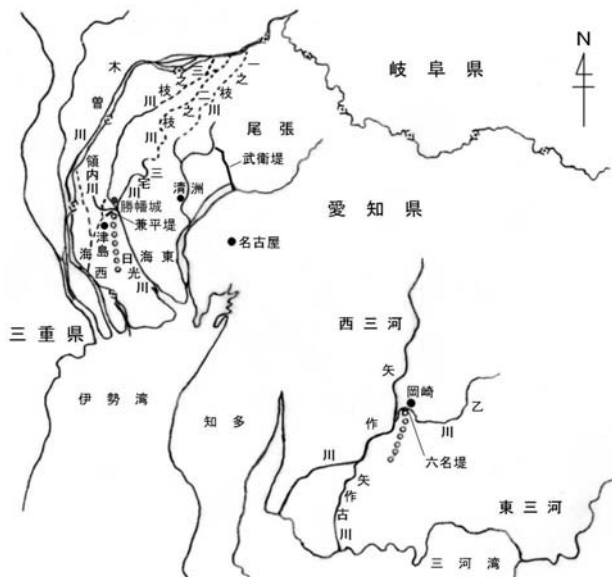 N
岐阜県
木曽川
一之枝川
二之枝川
三之枝川
尾張
武衛堤
三宅川
清洲
領内川
勝幡城
兼平堤
愛知県
名古屋
津島
海西
日光川
海東
三重県
西三河
伊勢湾
知多
矢作川
岡崎
乙川
六名堤
矢作古川
東三河
三河湾